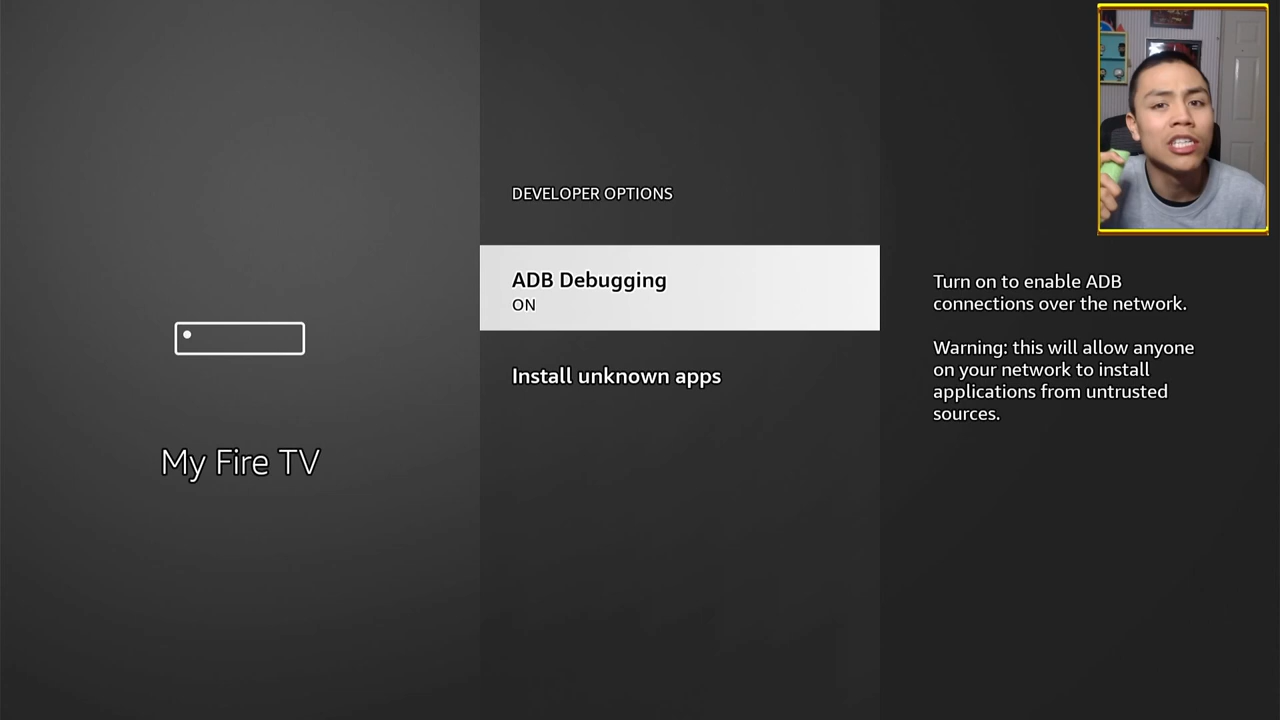 DEVELOPER OPTIONS
ADB Debugging
ON
Install unknown apps
My Fire TV
Turn on to enable ADB
connections over the network.
Warning: this will allow anyone
on your network to install
applications from untrusted
sources.